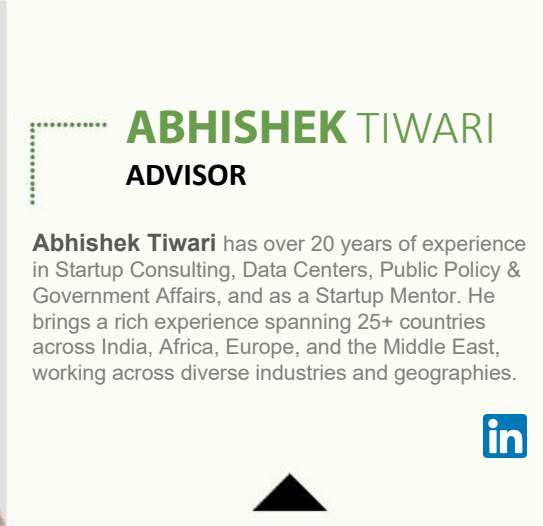 ABHISHEK TIWARI
ADVISOR
Abhishek Tiwari has over 20 years of experience
in Startup Consulting, Data Centers, Public Policy &
Government Affairs, and as a Startup Mentor. He
brings a rich experience spanning 25+ countries
across India, Africa, Europe, and the Middle East,
working across diverse industries and geographies.
in